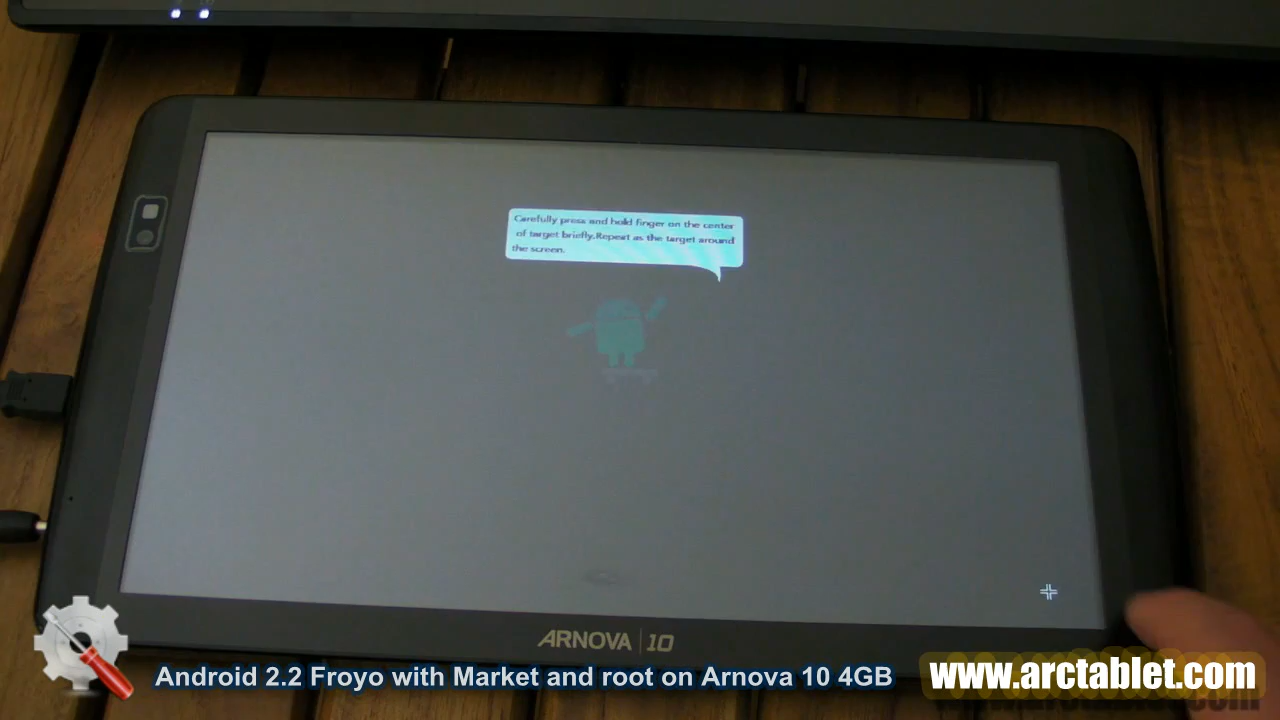 Carefully press and hold finger on the center
of target briefly.Repeat as the target around
the screen.
ARNOVA 10
Android 2.2 Froyo with Market and root on Arnova 10 4GB
www.arctablet.com